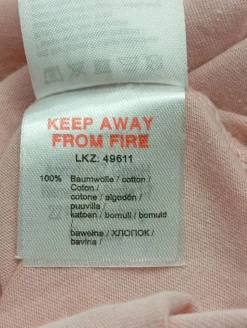 KEEP AWAY
FROM FIRE
LKZ: 49611
100% Baumwolle / cotton /
Coton /
cotone / algodón /
puuvilla /
katoen / bomull / bomuld
bawełna / ХЛОПОК /
bavlna /